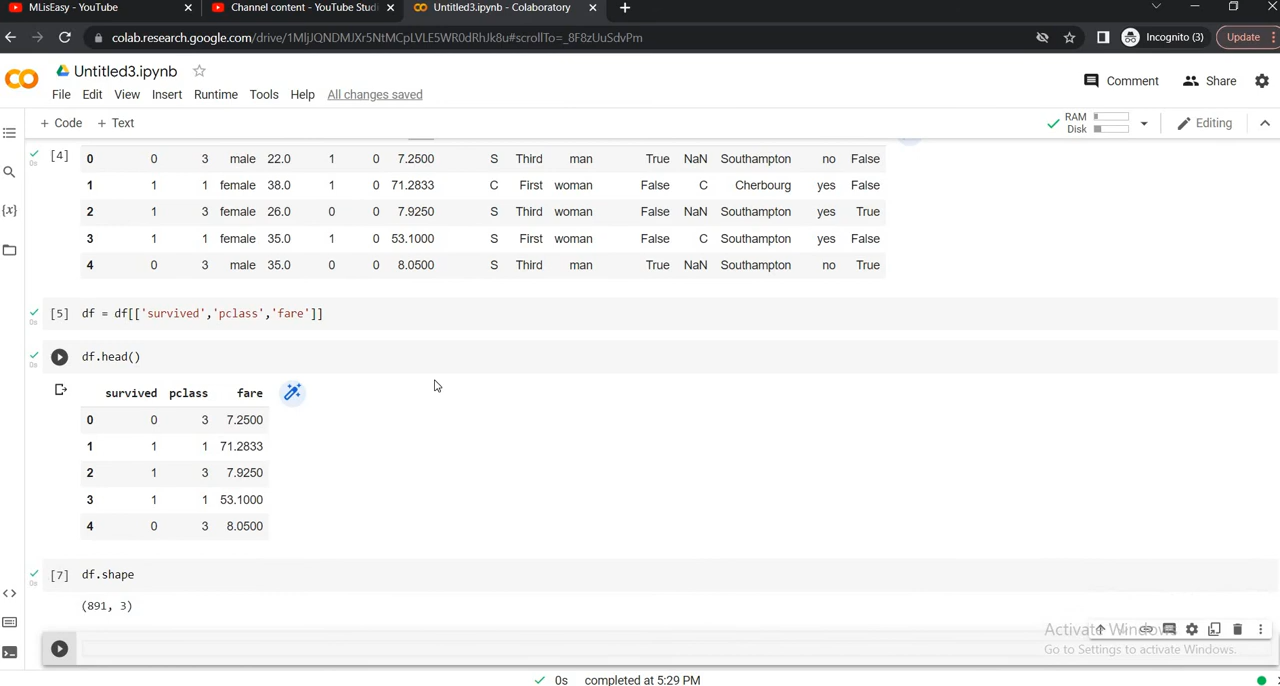 MLisEasy - YouTube
Channel content - YouTube Studi
Untitled3.ipynb - Colaboratory
colab.research.google.com/drive/1MljJQNDMJXr5NtMCpLVLE5WR0dRhJk8u#scrollTo=_8F8zUuSdvPm
Incognito (3)
Update
Untitled3.ipynb
File Edit View Insert Runtime Tools Help All changes saved
Comment
Share
+ Code + Text
RAM
Disk
Editing
[4] 0 0 3 male 22.0 1 0 7.2500 S Third man True NaN Southampton no False
0s
1 1 1 female 38.0 1 0 71.2833 C First woman False C Cherbourg yes False
{x}
2 1 3 female 26.0 0 0 7.9250 S Third woman False NaN Southampton yes True
3 1 1 female 35.0 1 0 53.1000 S First woman False C Southampton yes False
4 0 3 male 35.0 0 0 8.0500 S Third man True NaN Southampton no True
[5] df = df[['survived','pclass','fare']]
0s
df.head()
0s
survived pclass fare
0 0 3 7.2500
1 1 1 71.2833
2 1 3 7.9250
3 1 1 53.1000
4 0 3 8.0500
[7] df.shape
0s
(891, 3)
Activate Windows
Go to Settings to activate Windows.
0s completed at 5:29 PM